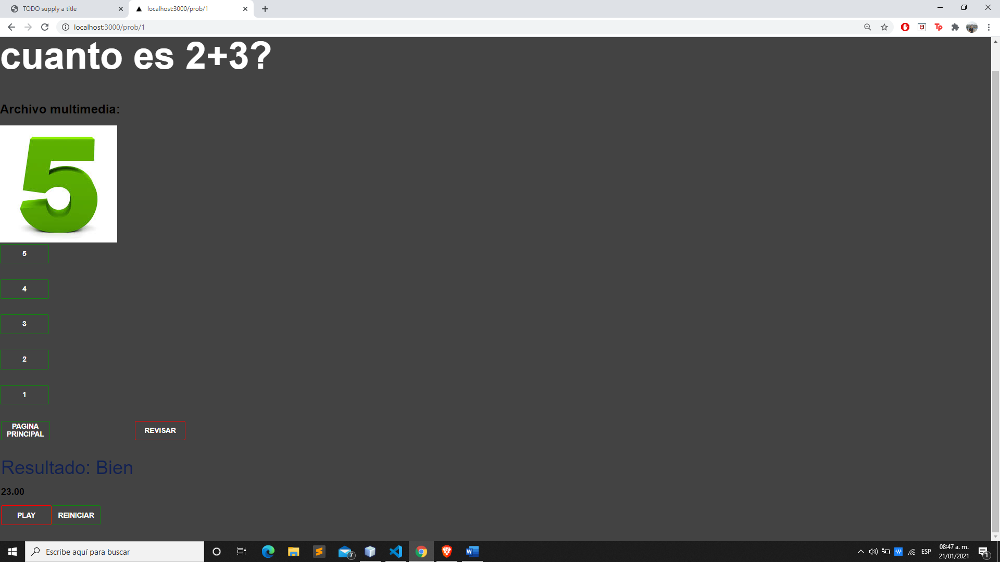 TODO supply a title
localhost:3000/prob/1
localhost:3000/prob/1
cuanto es 2+3?
Archivo multimedia:
5
5
4
3
2
1
PAGINA
PRINCIPAL
REVISAR
Resultado: Bien
23.00
PLAY
REINICIAR
Escribe aquí para buscar
7
ESP
08:47 a. m.
21/01/2021
1